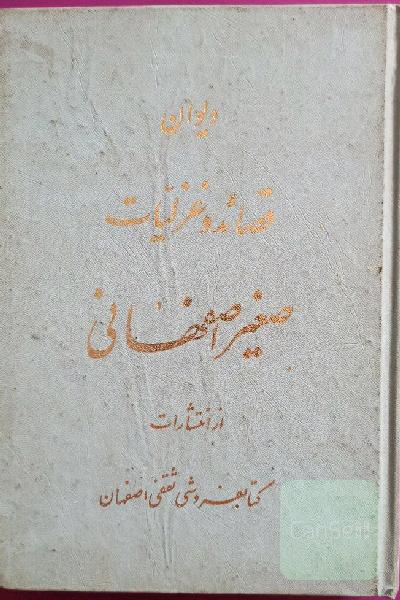 دیوان
قصائد و غزلیات
صغیر اصفهانی
از انتشارات
کتابفروشی ثقفی اصفهان